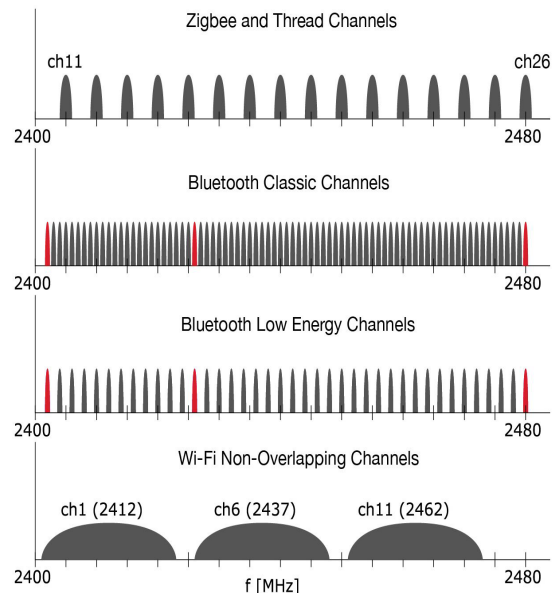 Zigbee and Thread Channels
ch11 ch26
2400 2480
Bluetooth Classic Channels
2400 2480
Bluetooth Low Energy Channels
2400 2480
Wi-Fi Non-Overlapping Channels
ch1 (2412) ch6 (2437) ch11 (2462)
2400 2480
f [MHz]